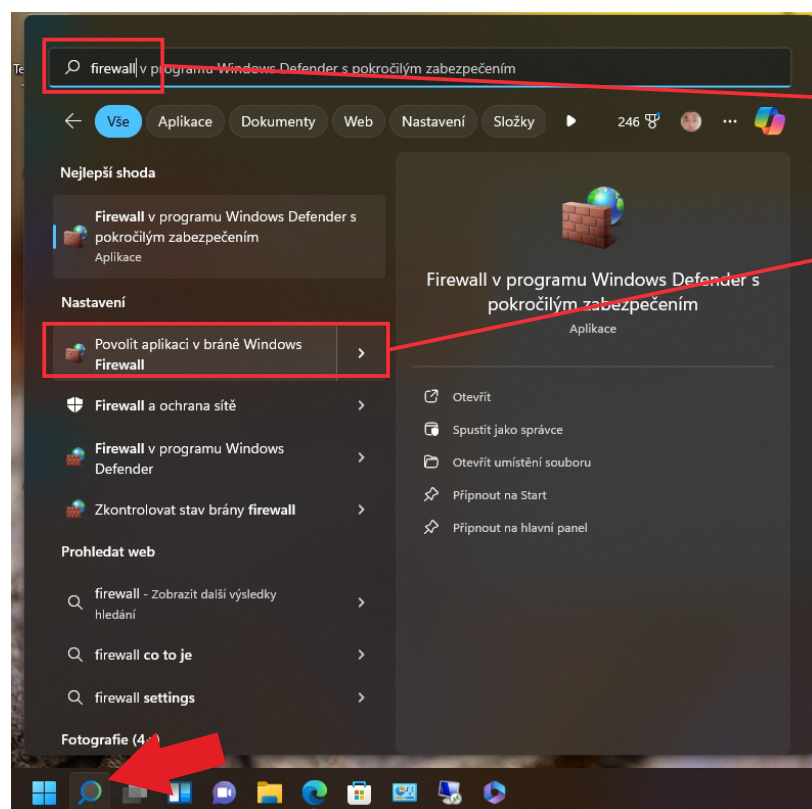 Te
firewall v programu Windows Defender s pokročilým zabezpečením
Vše Aplikace Dokumenty Web Nastavení Složky 246
Nejlepší shoda
Firewall v programu Windows Defender s
pokročilým zabezpečením
Aplikace
Nastavení
Povolit aplikaci v bráně Windows
Firewall
Firewall a ochrana sítě
Firewall v programu Windows
Defender
Zkontrolovat stav brány firewall
Prohledat web
firewall - Zobrazit další výsledky
hledání
firewall co to je
firewall settings
Fotografie (4+)
Firewall v programu Windows Defender s
pokročilým zabezpečením
Aplikace
Otevřít
Spustit jako správce
Otevřít umístění souboru
Připnout na Start
Připnout na hlavní panel